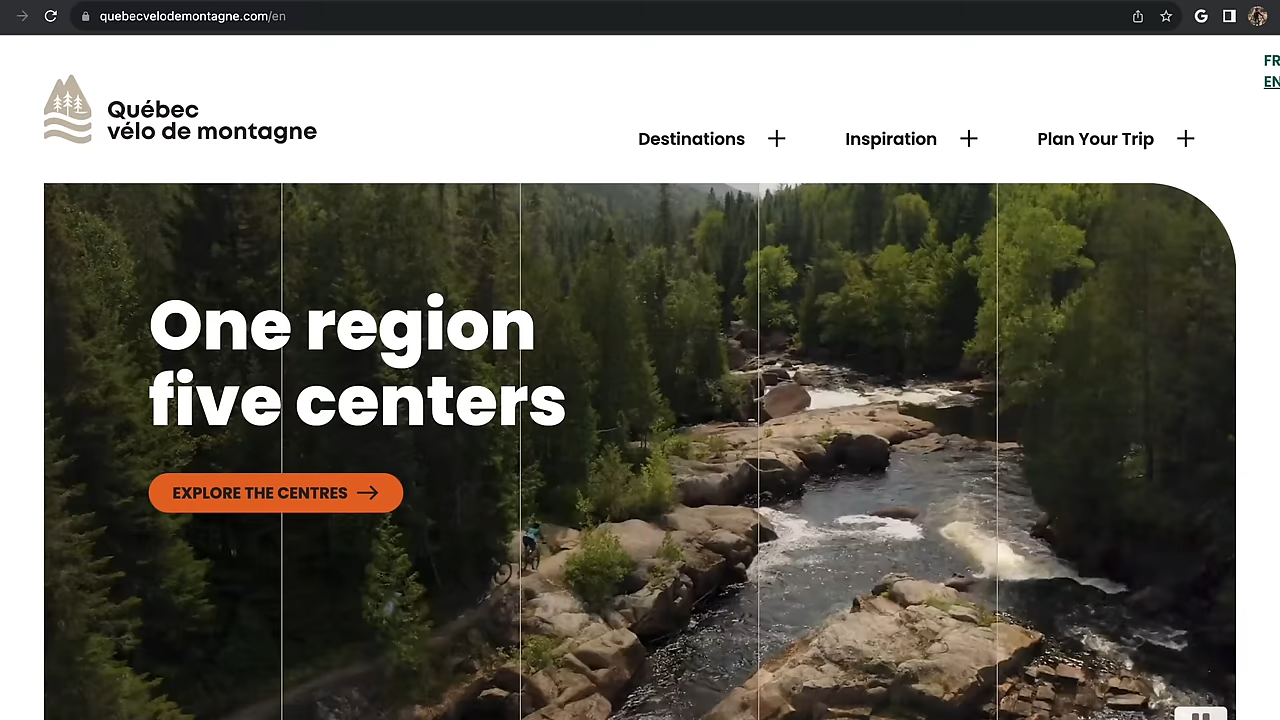 quebecvelodemontagne.com/en
FR
EN
Québec
vélo de montagne
Destinations +
Inspiration +
Plan Your Trip +
One region
five centers
EXPLORE THE CENTRES →